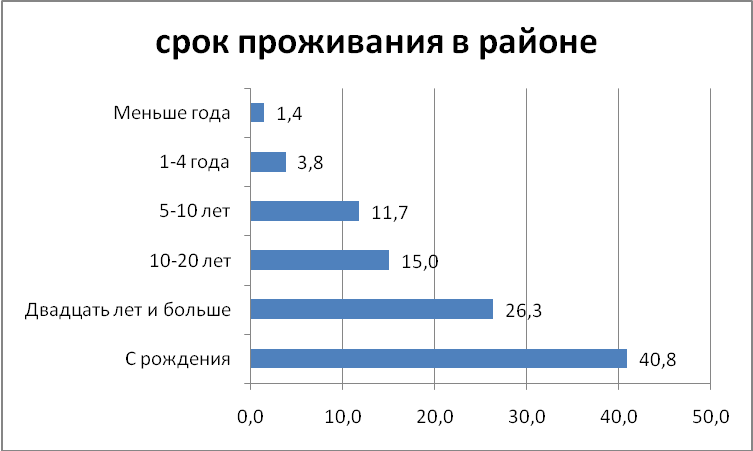 срок проживания в районе
Меньше года 1,4
1-4 года 3,8
5-10 лет 11,7
10-20 лет 15,0
Двадцать лет и больше 26,3
С рождения 40,8
0,0 10,0 20,0 30,0 40,0 50,0